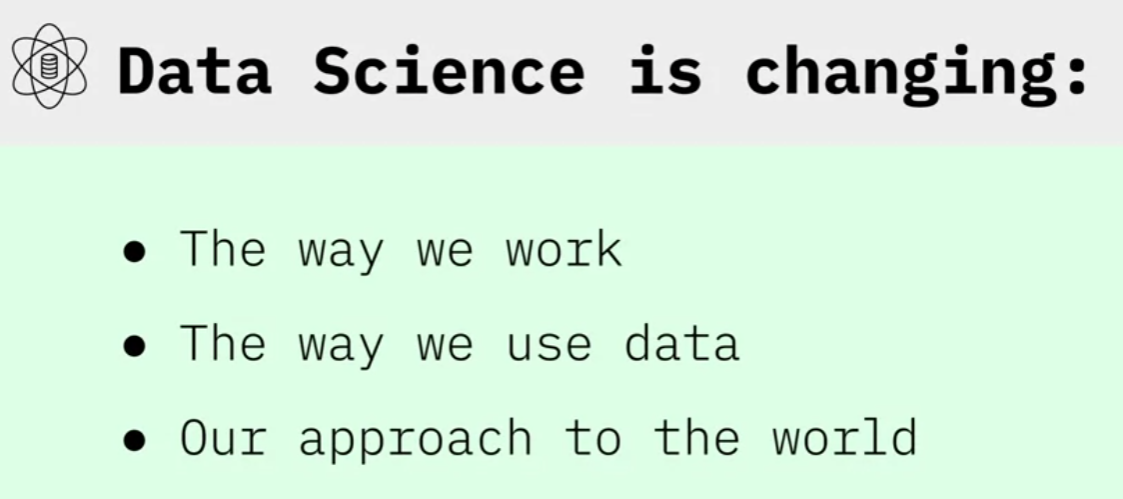 Data Science is changing:
● The way we work
● The way we use data
● Our approach to the world